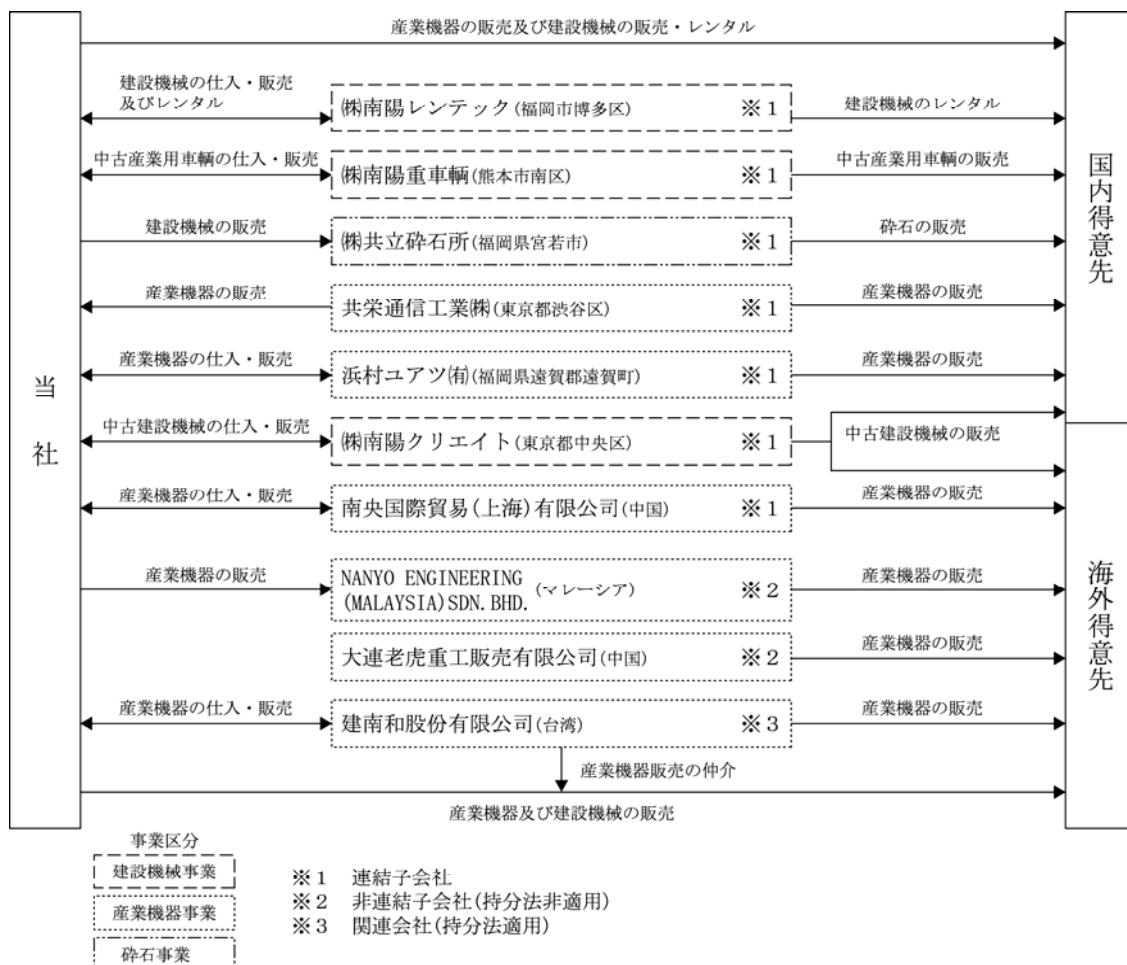 産業機器の販売及び建設機械の販売・レンタル
建設機械の仕入・販売
及びレンタル
㈱南陽レンテック(福岡市博多区) ※1
建設機械のレンタル
中古産業用車輌の仕入・販売
㈱南陽重車輌(熊本市南区) ※1
中古産業用車輌の販売
建設機械の販売
㈱共立砕石所(福岡県宮若市) ※1
砕石の販売
産業機器の販売
共栄通信工業㈱(東京都渋谷区) ※1
産業機器の販売
産業機器の仕入・販売
浜村ユアツ㈲(福岡県遠賀郡遠賀町) ※1
産業機器の販売
中古建設機械の仕入・販売
㈱南陽クリエイト(東京都中央区) ※1
中古建設機械の販売
産業機器の仕入・販売
南央国際貿易(上海)有限公司(中国) ※1
産業機器の販売
産業機器の販売
NANYO ENGINEERING
(MALAYSIA)SDN.BHD.
(マレーシア) ※2
産業機器の販売
大連老虎重工販売有限公司(中国) ※2
産業機器の販売
産業機器の仕入・販売
建南和股份有限公司(台湾) ※3
産業機器の販売
産業機器販売の仲介
産業機器及び建設機械の販売
当社
国内得意先
海外得意先
事業区分
建設機械事業
産業機器事業
砕石事業
※1 連結子会社
※2 非連結子会社(持分法非適用)
※3 関連会社(持分法適用)